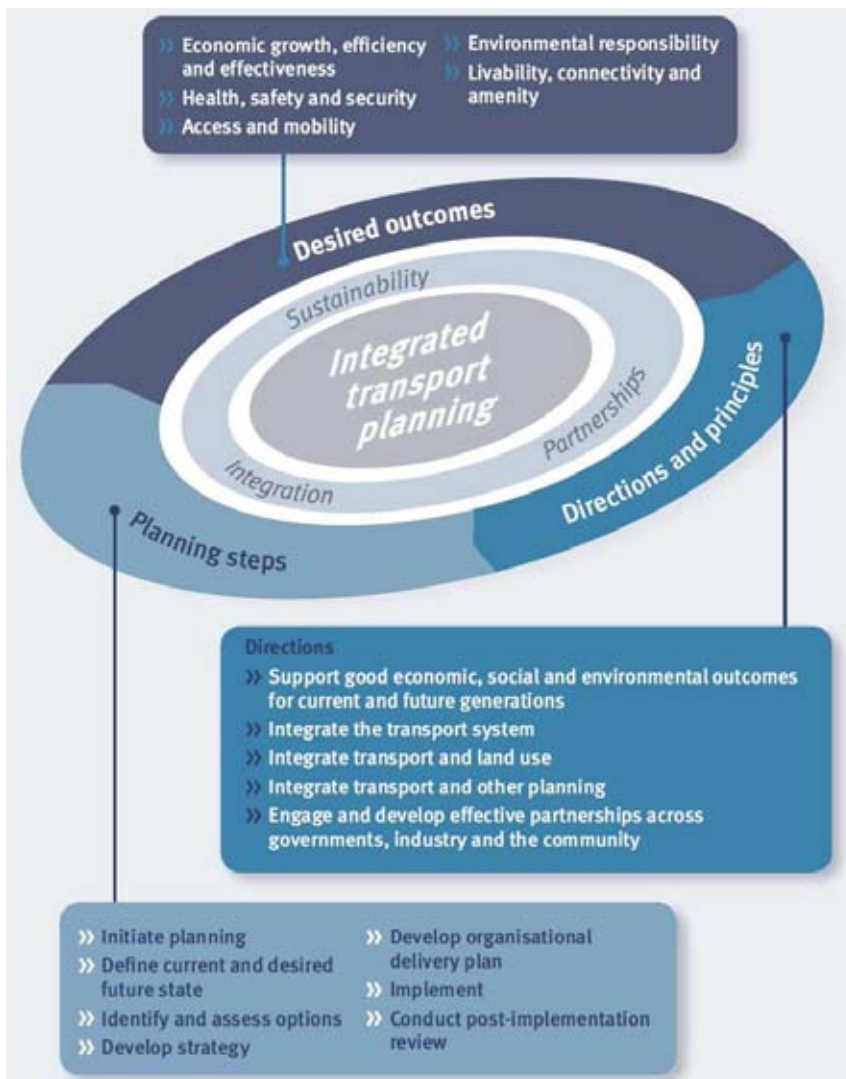 » Economic growth, efficiency
and effectiveness
» Health, safety and security
» Access and mobility
» Environmental responsibility
» Livability, connectivity and
amenity
Desired outcomes
Sustainability
Integrated
transport
planning
Partnerships
Integration
Directions and principles
Planning steps
Directions
» Support good economic, social and environmental outcomes
for current and future generations
» Integrate the transport system
» Integrate transport and land use
» Integrate transport and other planning
» Engage and develop effective partnerships across
governments, industry and the community
» Initiate planning
» Define current and desired
future state
» Identify and assess options
» Develop strategy
» Develop organisational
delivery plan
» Implement
» Conduct post-implementation
review